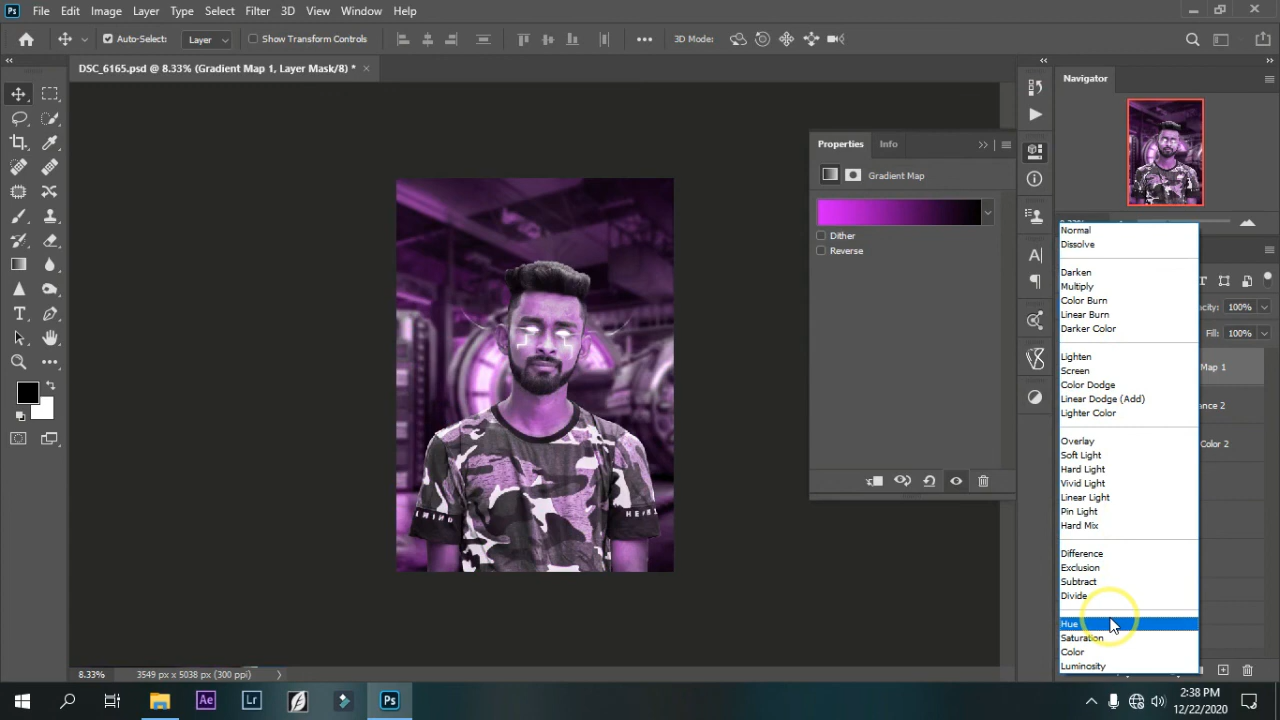 Ps File Edit Image Layer Type Select Filter 3D View Window Help
Auto-Select: Layer Show Transform Controls 3D Mode:
DSC_6165.psd @ 8.33% (Gradient Map 1, Layer Mask/8) *
Navigator
Properties Info
Gradient Map
Dither
Reverse
Normal
Dissolve
Darken
Multiply
Color Burn
Linear Burn
Darker Color
Lighten
Screen
Color Dodge
Linear Dodge (Add)
Lighter Color
Overlay
Soft Light
Hard Light
Vivid Light
Linear Light
Pin Light
Hard Mix
Difference
Exclusion
Subtract
Divide
Hue
Saturation
Color
Luminosity
100%
Fill: 100%
Map 1
ance 2
Color 2
8.33% 3549 px x 5038 px (300 ppi)
Ae Lr Ps
2:38 PM
12/22/2020